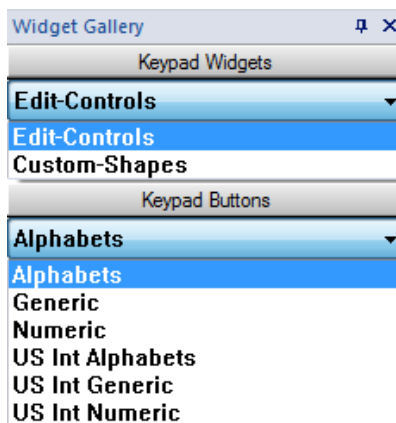 Widget Gallery
Keypad Widgets
Edit-Controls
Edit-Controls
Custom-Shapes
Keypad Buttons
Alphabets
Alphabets
Generic
Numeric
US Int Alphabets
US Int Generic
US Int Numeric